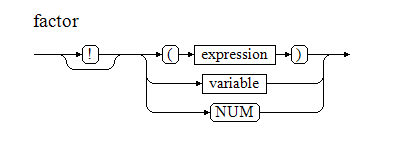 factor
! ( expression )
variable
NUM